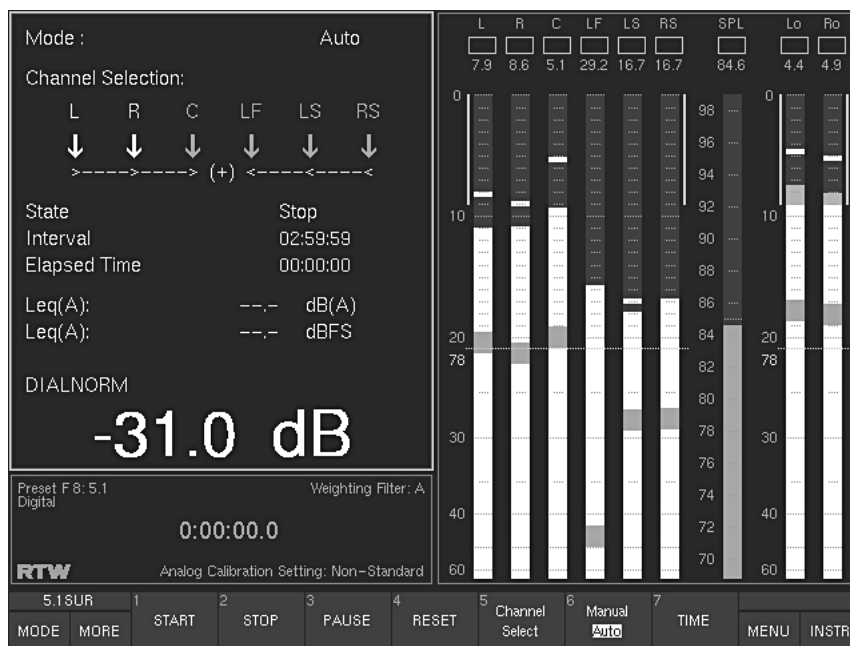 Mode : Auto
Channel Selection:
L R C LF LS RS
>----->-----> (+) <-----<-----<
State Stop
Interval 02:59:59
Elapsed Time 00:00:00
Leq(A): --.- dB(A)
Leq(A): --.- dBFS
DIALNORM
-31.0 dB
Preset F 8: 5.1 Weighting Filter: A
Digital
0:00:00.0
RTW Analog Calibration Setting: Non-Standard
L R C LF LS RS SPL Lo Ro
7.9 8.6 5.1 29.2 16.7 16.7 84.6 4.4 4.9
0 0
98
96
94
92
10 10
90
88
86
84
20 20
78 78
82
80
30 78 30
76
74
40 40
72
70
60 60
5.1SUR 1 2 3 4 5 6 7
START STOP PAUSE RESET Channel Select Manual Auto TIME
MODE MORE MENU INSTR